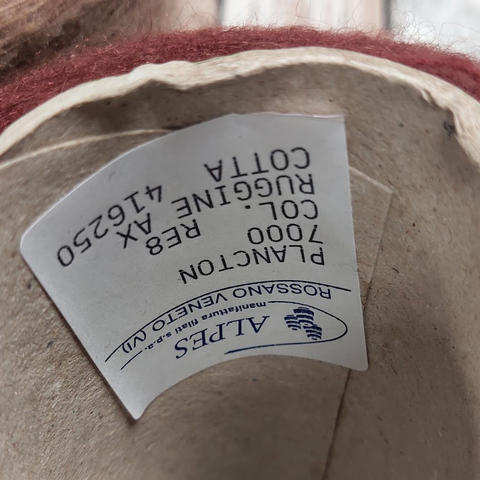 ALPES
manifattura filati s.p.a.
ROSSANO VENETO (VI)
PLANCTON
7000 RE8 AX
COL. 416250
RUGGINE
COTTA